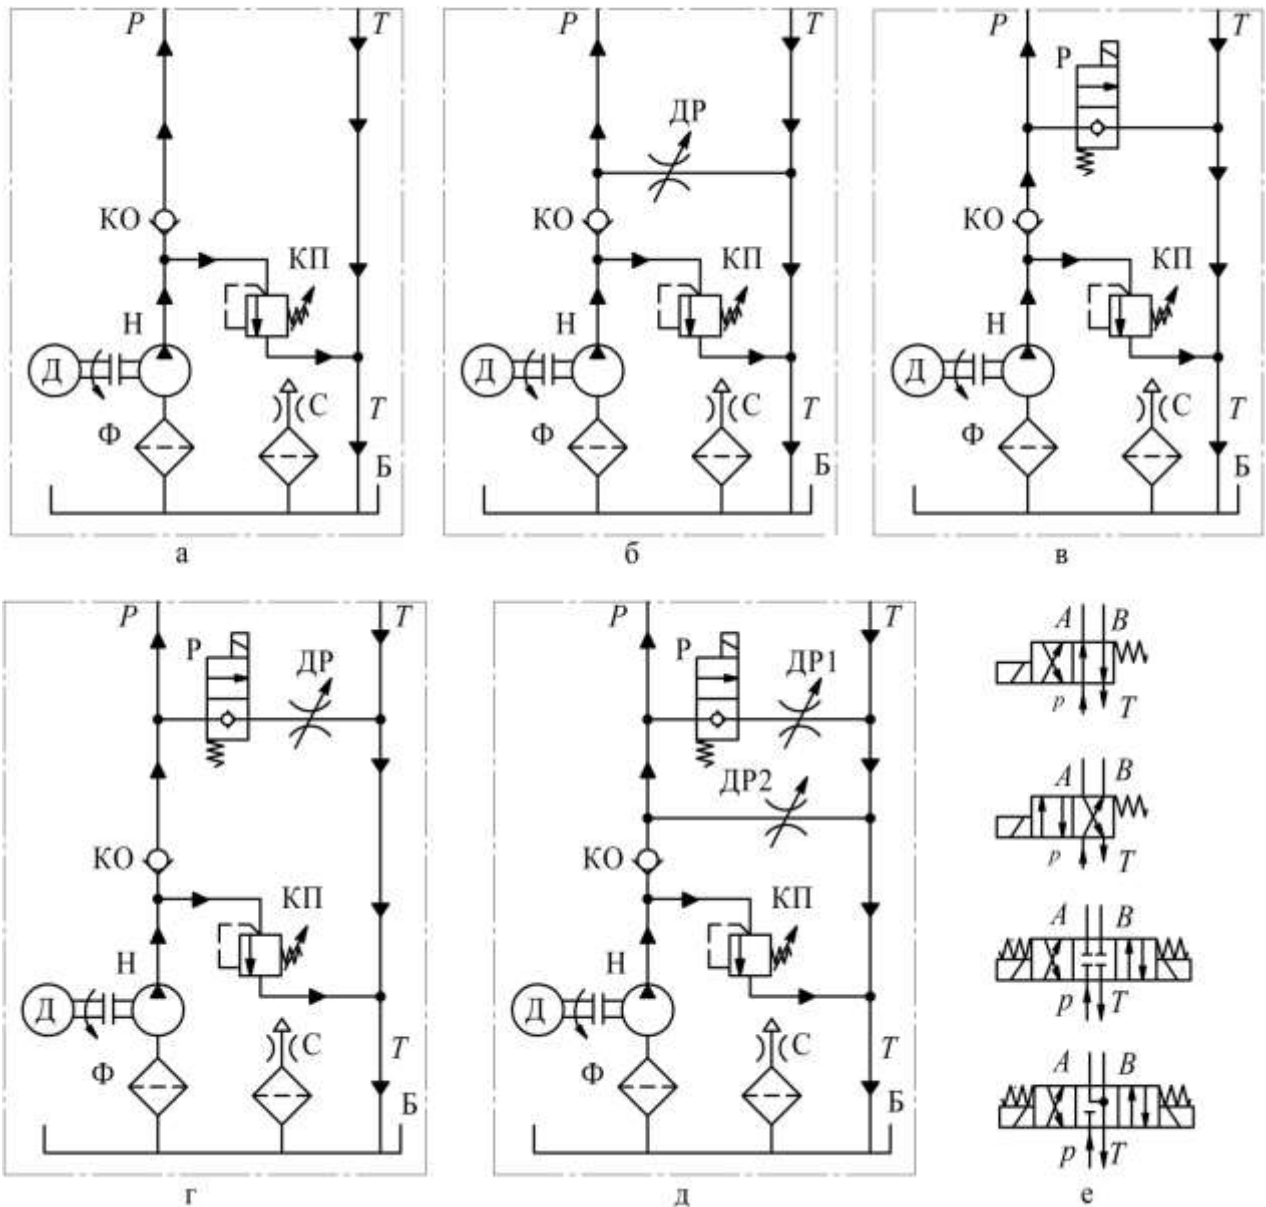 P T
КО КП
Н
Д
Ф С T
Б
а
P T
ДР
КО КП
Н
Д
Ф С T
Б
б
P T
Р
КО КП
Н
Д
Ф С T
Б
в
P T
Р ДР
КО КП
Н
Д
Ф С T
Б
г
P T
Р ДР1
ДР2
КО КП
Н
Д
Ф С T
Б
д
A B
p T
A B
p T
A B
p T
A B
p T
е